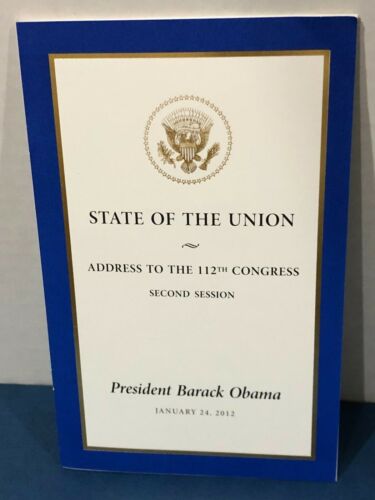 STATE OF THE UNION
~
ADDRESS TO THE 112TH CONGRESS
SECOND SESSION
President Barack Obama
JANUARY 24, 2012